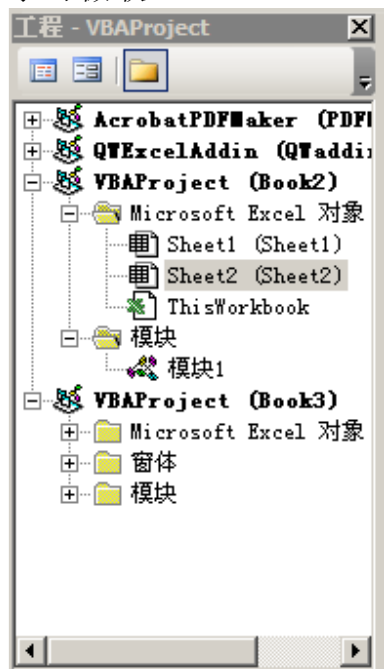 工程 - VBAProject
AcrobatPDFMaker (PDF
QTExcelAddin (QTaddi
VBAProject (Book2)
Microsoft Excel 对象
Sheet1 (Sheet1)
Sheet2 (Sheet2)
ThisWorkbook
模块
模块1
VBAProject (Book3)
Microsoft Excel 对象
窗体
模块